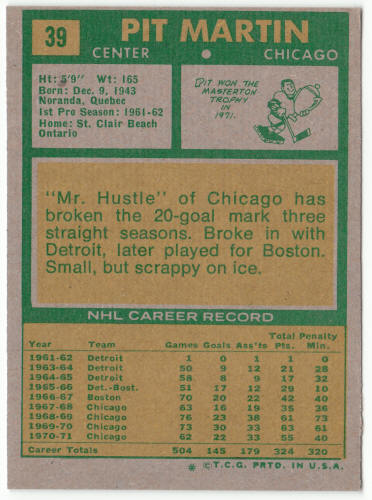 39 PIT MARTIN
CENTER CHICAGO
Ht: 5'9" Wt: 165
Born: Dec. 9, 1943
Noranda, Quebec
1st Pro Season: 1961-62
Home: St. Clair Beach
Ontario
PIT WON THE
MASTERTON
TROPHY IN
1971.
"Mr. Hustle" of Chicago has
broken the 20-goal mark three
straight seasons. Broke in with
Detroit, later played for Boston.
Small, but scrappy on ice.
NHL CAREER RECORD
Total Penalty
Year Team Games Goals Ass'ts Pts. Min.
1961-62 Detroit 1 0 1 1 0
1963-64 Detroit 50 9 12 21 28
1964-65 Detroit 58 8 9 17 32
1965-66 Det.-Bost. 51 17 12 29 10
1966-67 Boston 70 20 22 42 40
1967-68 Chicago 63 16 19 35 36
1968-69 Chicago 76 23 38 61 73
1969-70 Chicago 73 30 33 63 61
1970-71 Chicago 62 22 33 55 40
Career Totals 504 145 179 324 320
* © T.C.G. PRTD. IN U.S.A.